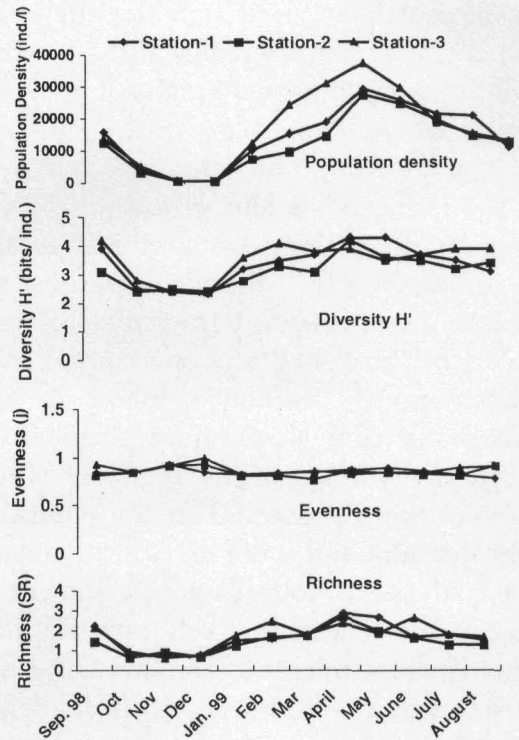 Station-1 Station-2 Station-3
Population Density (ind./l)
40000
30000
20000
10000
0
Population density
Diversity H' (bits/ ind.)
5
4
3
2
1
0
Diversity H'
Evenness (j)
1.5
1
0.5
0
Evenness
Richness (SR)
4
3
2
1
0
Richness
Sep. 98
Oct
Nov
Dec
Jan. 99
Feb
Mar
April
May
June
July
August